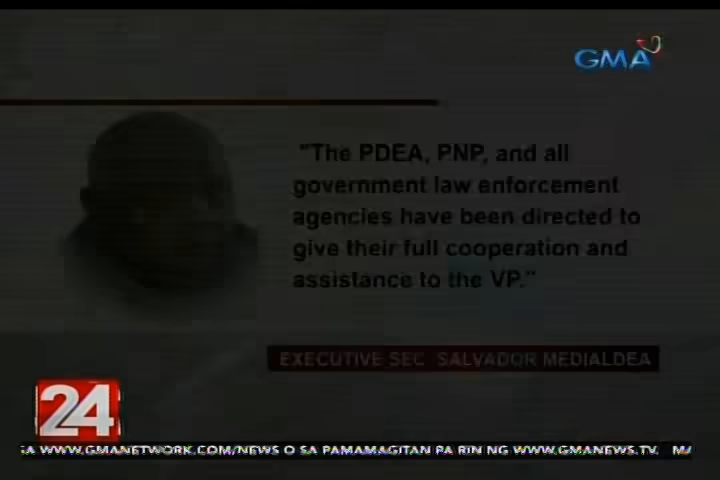 GMA
"The PDEA, PNP, and all
government law enforcement
agencies have been directed to
give their full cooperation and
assistance to the VP."
EXECUTIVE SEC. SALVADOR MEDIALDEA
24
SA WWW.GMANETWORK.COM/NEWS O SA PAMAMAGITAN PA RIN NG WWW.GMANEWS.TV. MA